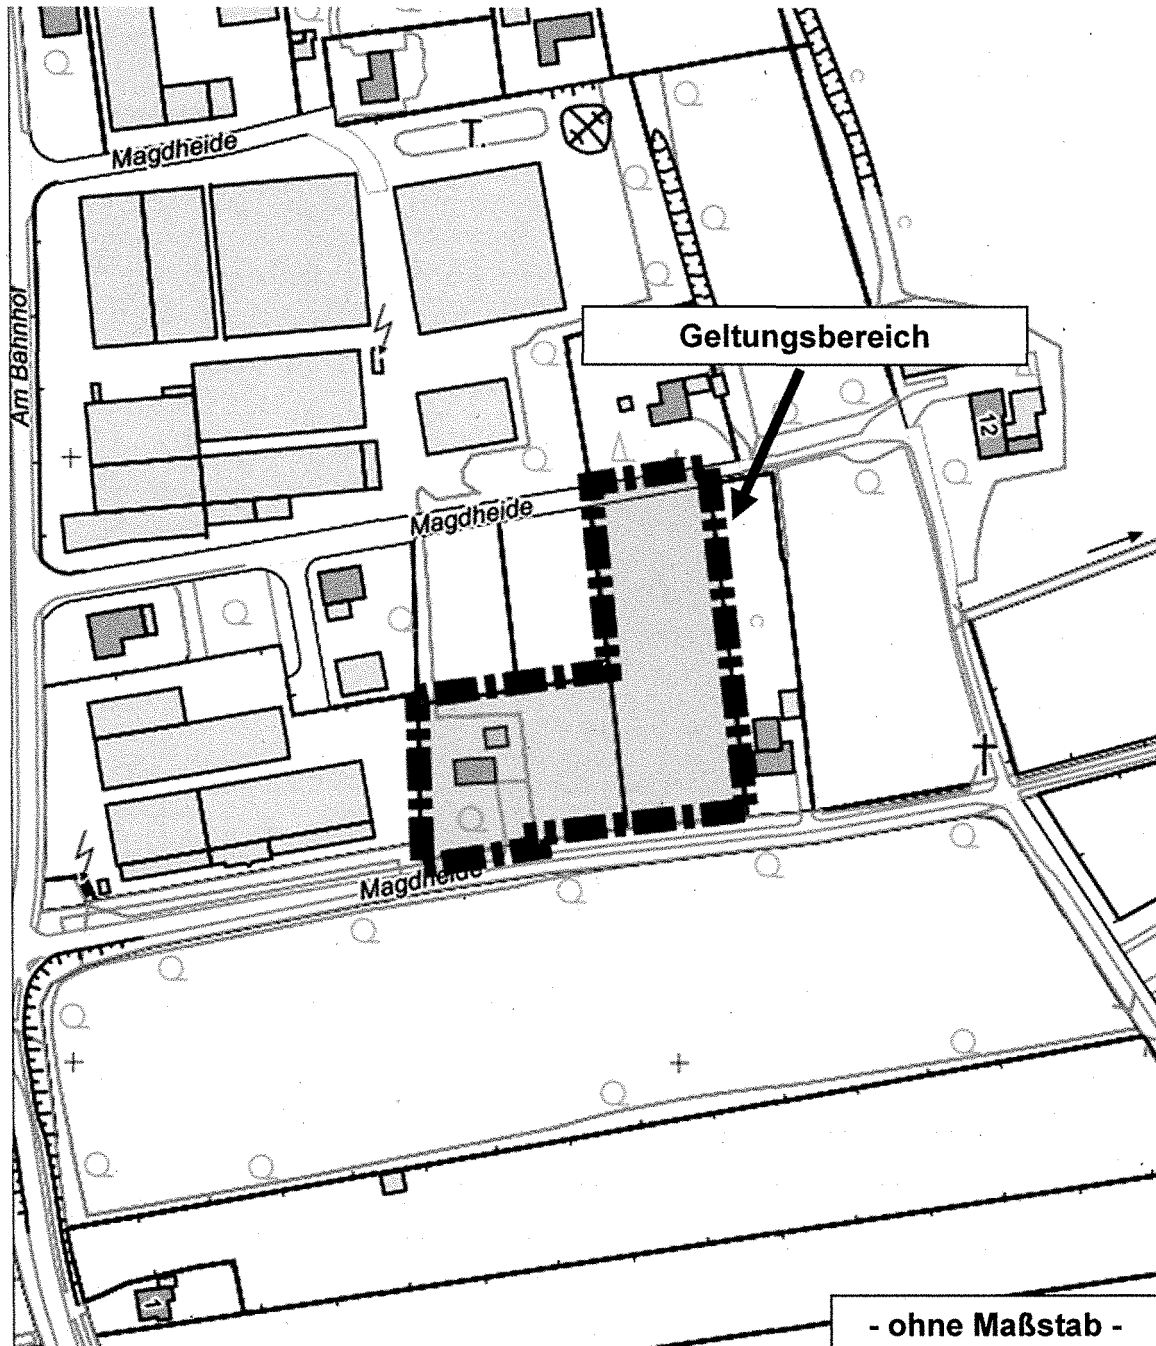 T.
Magdheide
Am Bahnhof
Geltungsbereich
12
Magdheide
Magdheide
1
- ohne Maßstab -